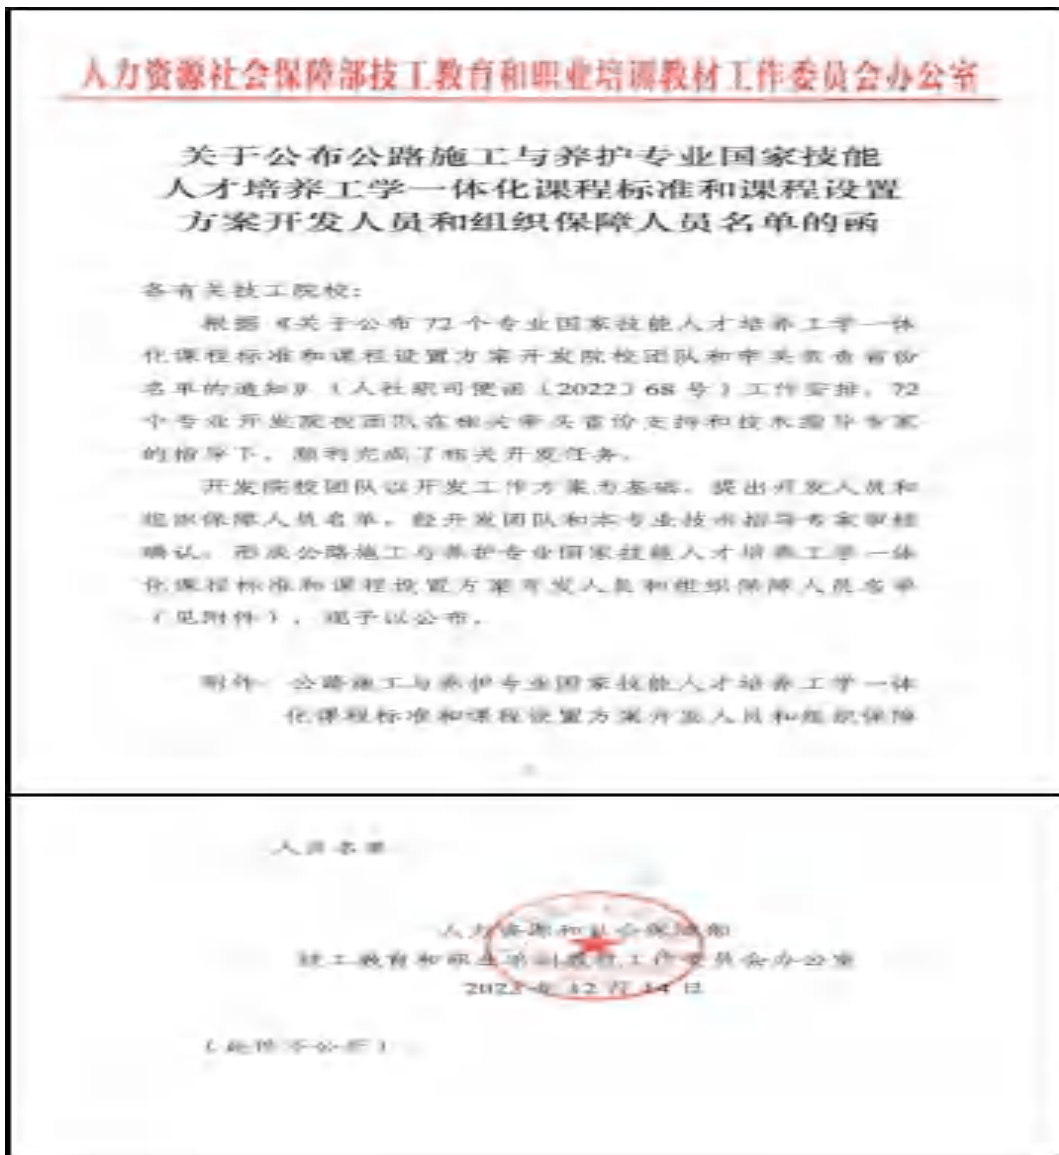 人力资源社会保障部技工教育和职业培训教材工作委员会办公室
关于公布公路施工与养护专业国家技能
人才培养工学一体化课程标准和课程设置
方案开发人员和组织保障人员名单的函
各有关技工院校：
根据《关于公布72个专业国家技能人才培养工学一体
化课程标准和课程设置方案开发院校团队和牵头负责省份
名单的通知》（人社职司便函〔2022〕68号）工作安排，72
个专业开发院校团队在相关牵头省份支持和技术指导专家
的指导下，顺利完成了相关开发任务。
开发院校团队以开发工作方案为基础，提出开发人员和
组织保障人员名单，经开发团队和本专业技术指导专家审核
确认，形成公路施工与养护专业国家技能人才培养工学一体
化课程标准和课程设置方案开发人员和组织保障人员名单
（见附件），现予以公布。
附件：公路施工与养护专业国家技能人才培养工学一体
化课程标准和课程设置方案开发人员和组织保障
人员名单
人力资源和社会保障部
技工教育和职业培训教材工作委员会办公室
2023年12月14日
（此件不公开）